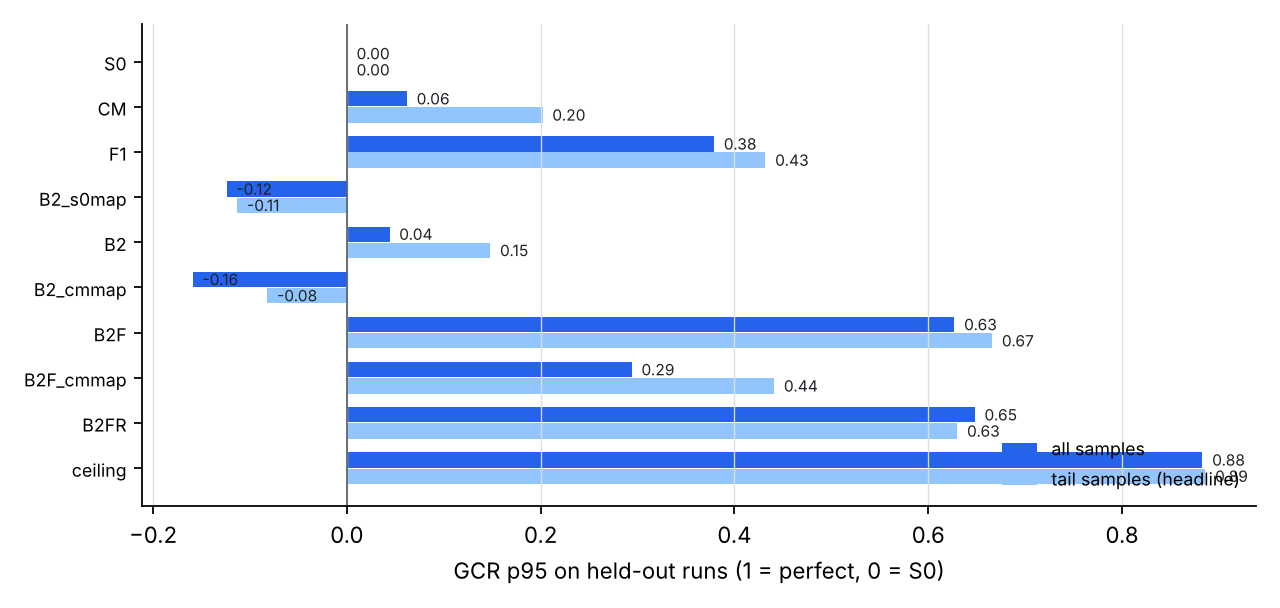 S0
0.00
0.00
CM
0.06
0.20
F1
0.38
0.43
B2_s0map
-0.12
-0.11
B2
0.04
0.15
B2_cmmap
-0.16
-0.08
B2F
0.63
0.67
B2F_cmmap
0.29
0.44
B2FR
0.65
0.63
ceiling
0.88
0.89
all samples
tail samples (headline)
−0.2 0.0 0.2 0.4 0.6 0.8
GCR p95 on held-out runs (1 = perfect, 0 = S0)